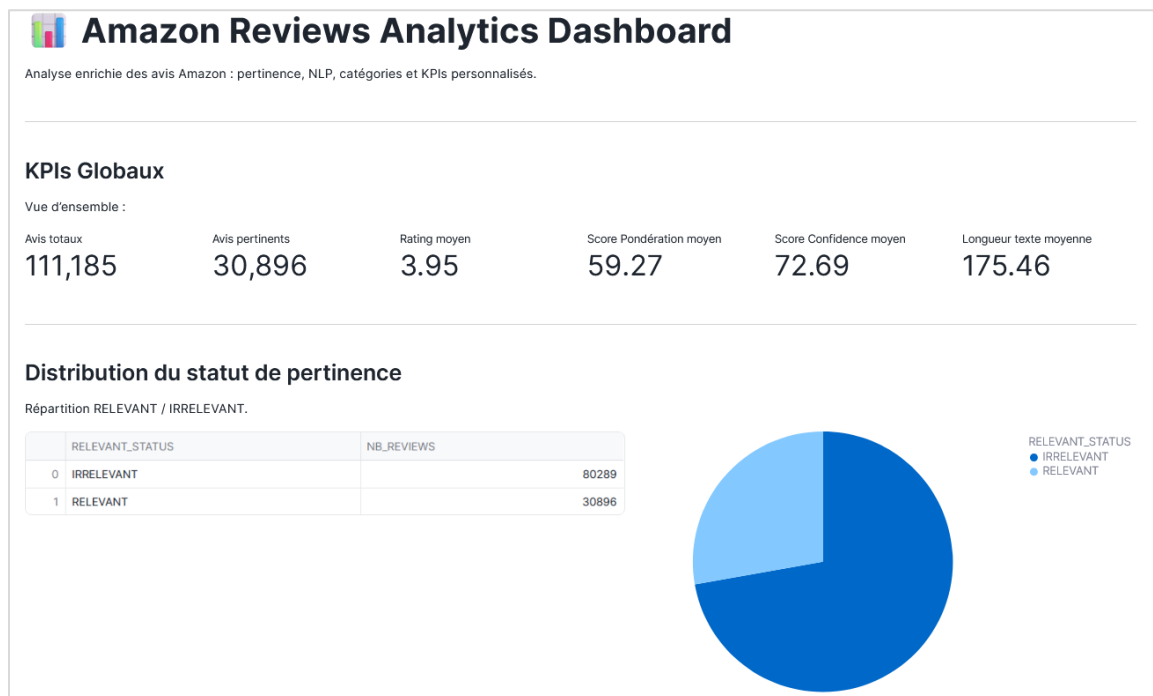 Amazon Reviews Analytics Dashboard
Analyse enrichie des avis Amazon : pertinence, NLP, catégories et KPIs personnalisés.
KPIs Globaux
Vue d’ensemble :
Avis totaux
111,185
Avis pertinents
30,896
Rating moyen
3.95
Score Pondération moyen
59.27
Score Confidence moyen
72.69
Longueur texte moyenne
175.46
Distribution du statut de pertinence
Répartition RELEVANT / IRRELEVANT.
RELEVANT_STATUS NB_REVIEWS
0 IRRELEVANT 80289
1 RELEVANT 30896
RELEVANT_STATUS
IRRELEVANT
RELEVANT